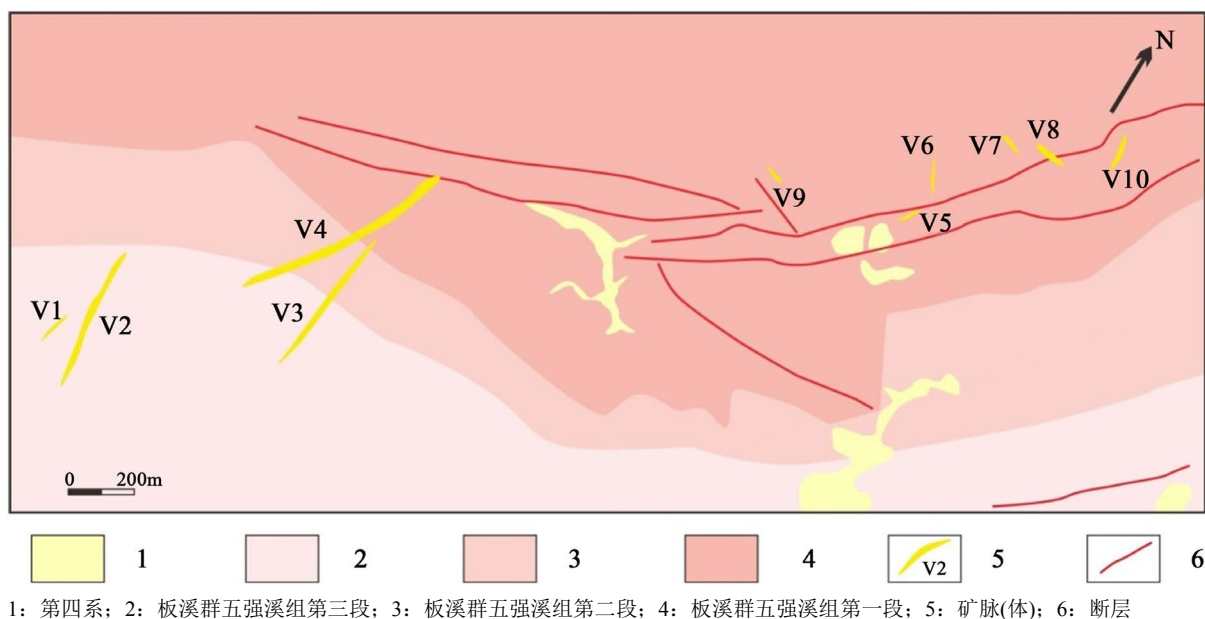 N
V8
V7
V6
V10
V9
V5
V4
V3
V1
V2
0 200m
1 2 3 4 V2 5 6
1：第四系；2：板溪群五强溪组第三段；3：板溪群五强溪组第二段；4：板溪群五强溪组第一段；5：矿脉(体)；6：断层